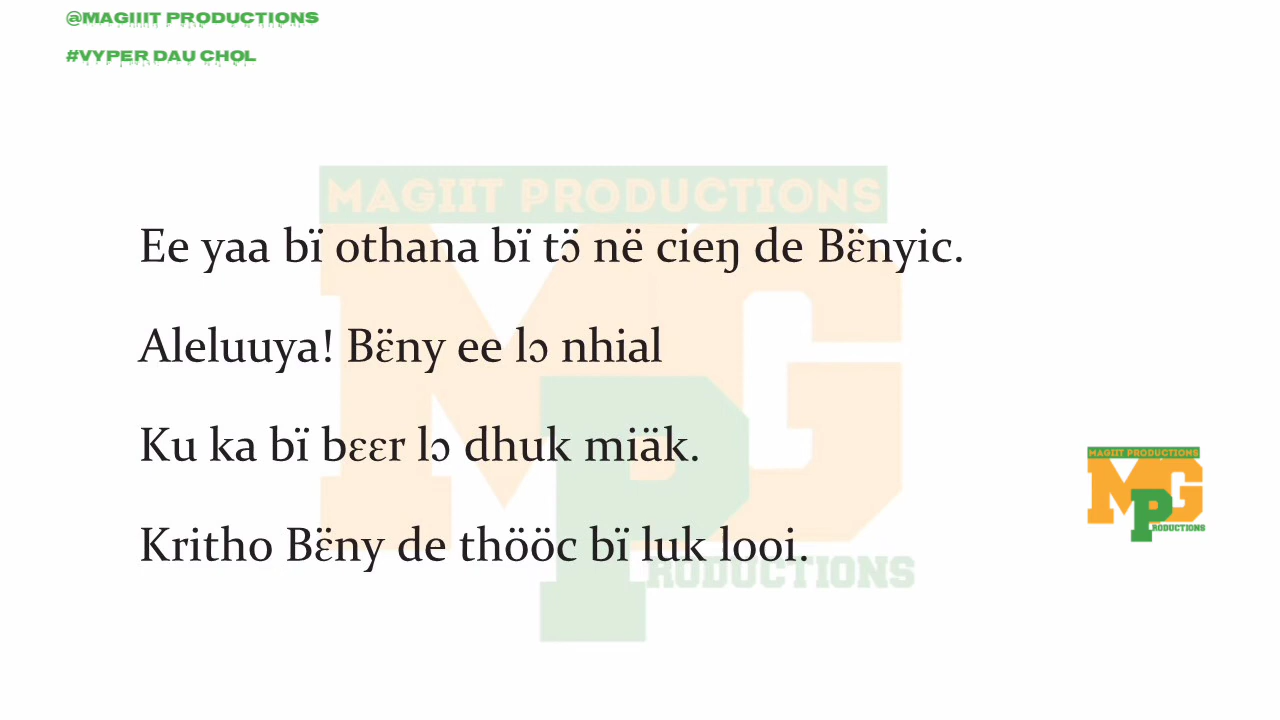 @MAGIIIT PRODUCTIONS
#VYPER DAU CHOL
MAGIIT PRODUCTIONS
Ee yaa bï othana bï tɔ̈ në cieŋ de Bɛ̈nyic.
Aleluuya! Bɛ̈ny ee lɔ nhial
Ku ka bï bɛɛr lɔ dhuk miäk.
Kritho Bɛ̈ny de thööc bï luk looi.
MG
PRODUCTIONS
MAGIIT PRODUCTIONS
MG
PRODUCTIONS